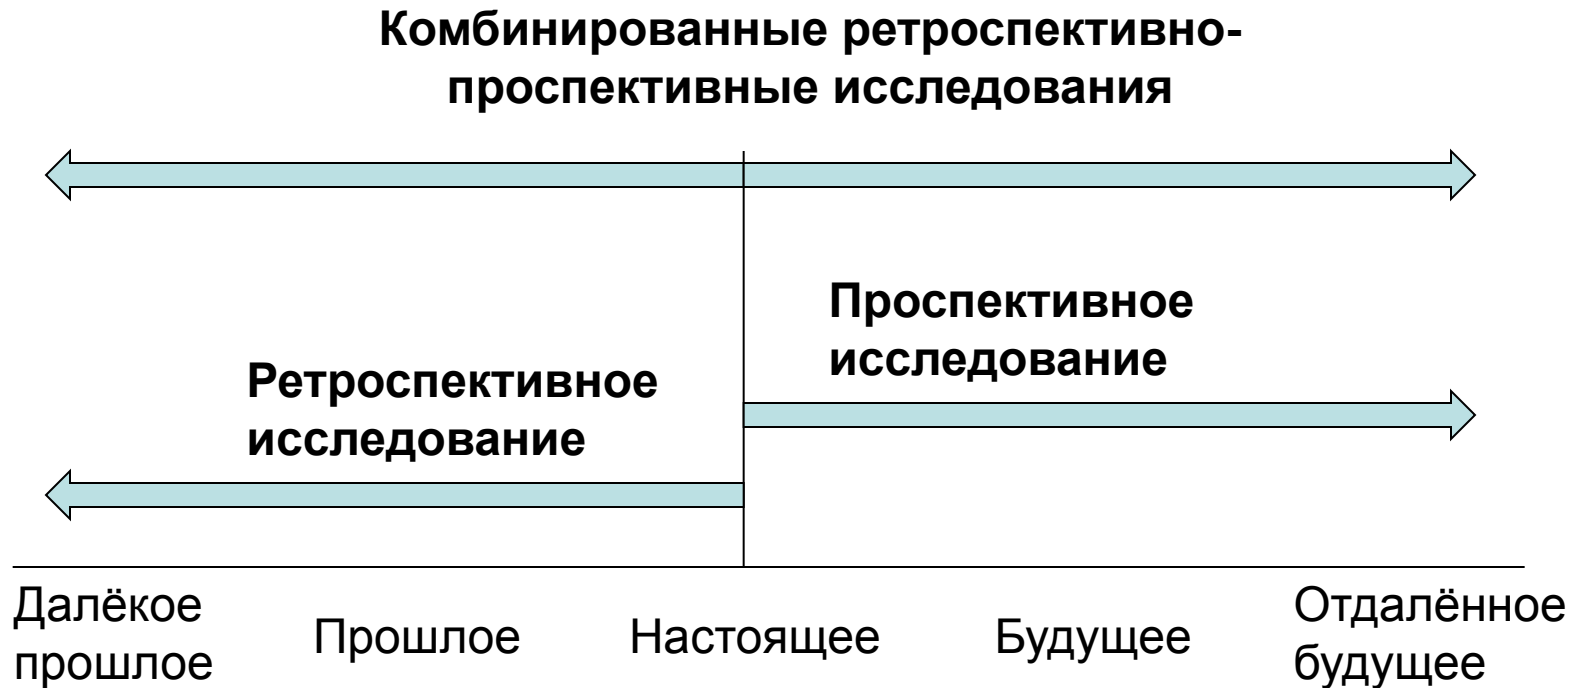 Комбинированные ретроспективно-
проспективные исследования
Проспективное
исследование
Ретроспективное
исследование
Далёкое
прошлое
Прошлое
Настоящее
Будущее
Отдалённое
будущее